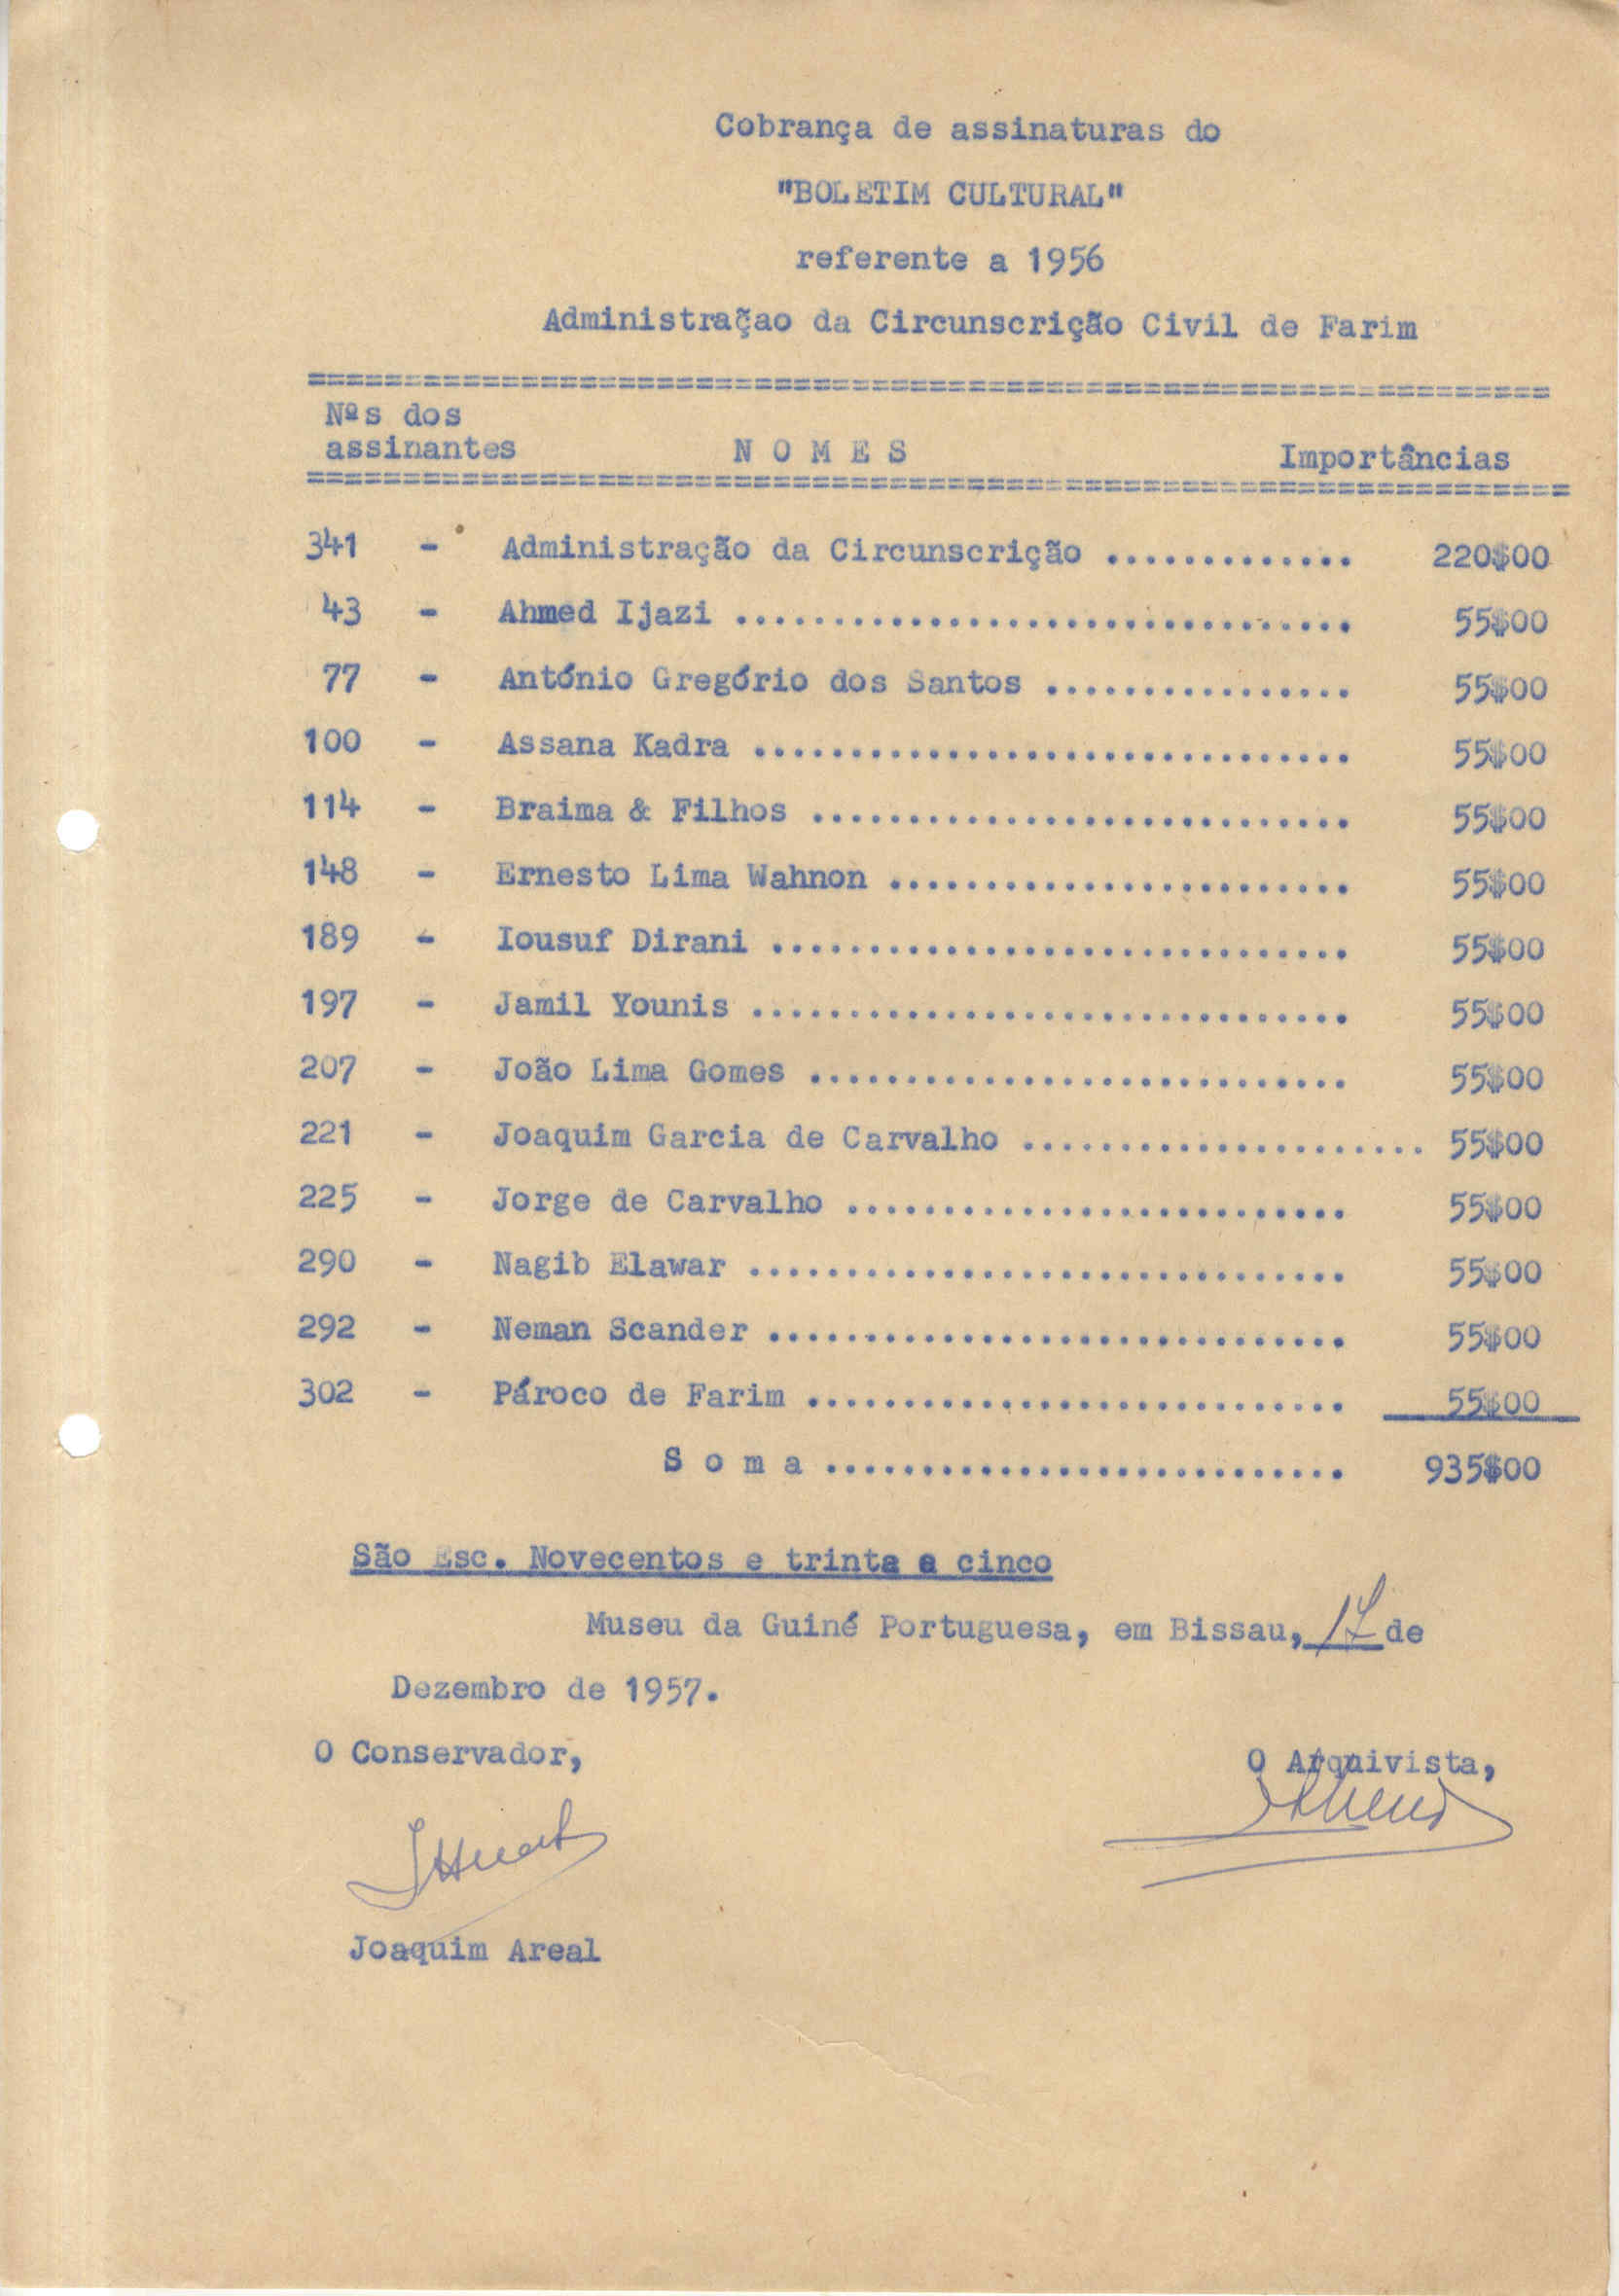 Cobrança de assinaturas do
"BOLETIM CULTURAL"
referente a 1956
Administração da Circunscrição Civil de Farim
================================================================
Nºs dos
assinantes N O M E S Importâncias
=================================================================
341 - Administração da Circunscrição ............. 220$00
43 - Ahmed Ijazi ................................ 55$00
77 - António Gregório dos Santos ................ 55$00
100 - Assana Kadra ............................... 55$00
114 - Braima & Filhos ............................ 55$00
148 - Ernesto Lima Wahnon ........................ 55$00
189 - Iousuf Dirani .............................. 55$00
197 - Jamil Younis ............................... 55$00
207 - João Lima Gomes ............................ 55$00
221 - Joaquim Garcia de Carvalho ..................... 55$00
225 - Jorge de Carvalho .......................... 55$00
290 - Nagib Elawar ............................... 55$00
292 - Neman Scander .............................. 55$00
302 - Pároco de Farim ............................ 55$00
S o m a ........................... 935$00
São Esc. Novecentos e trinta e cinco
Museu da Guiné Portuguesa, em Bissau, 17 de
Dezembro de 1957.
O Conservador, O Arquivista,
Joaquim Areal